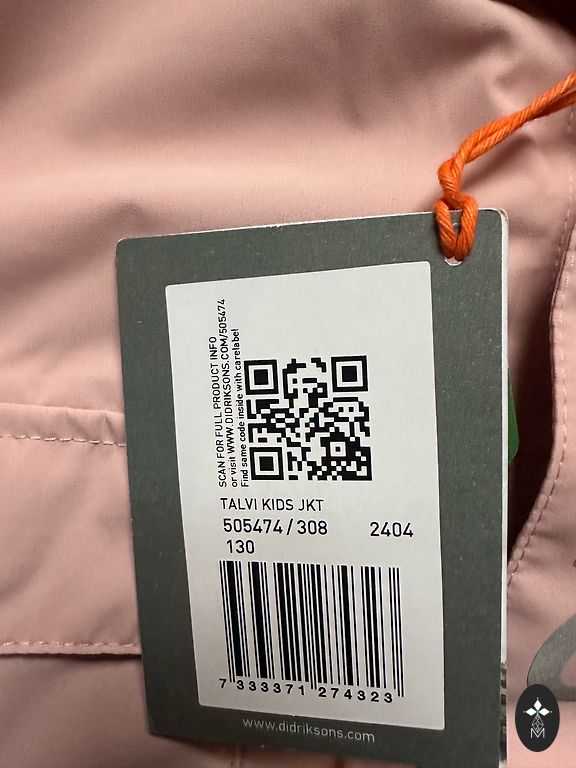 SCAN FOR FULL PRODUCT INFO
or visit WWW.DIDRIKSONS.COM/505474
Find same code inside with carelabel
TALVI KIDS JKT
505474 / 308 2404
130
7 333371 274323
www.didriksons.com
M